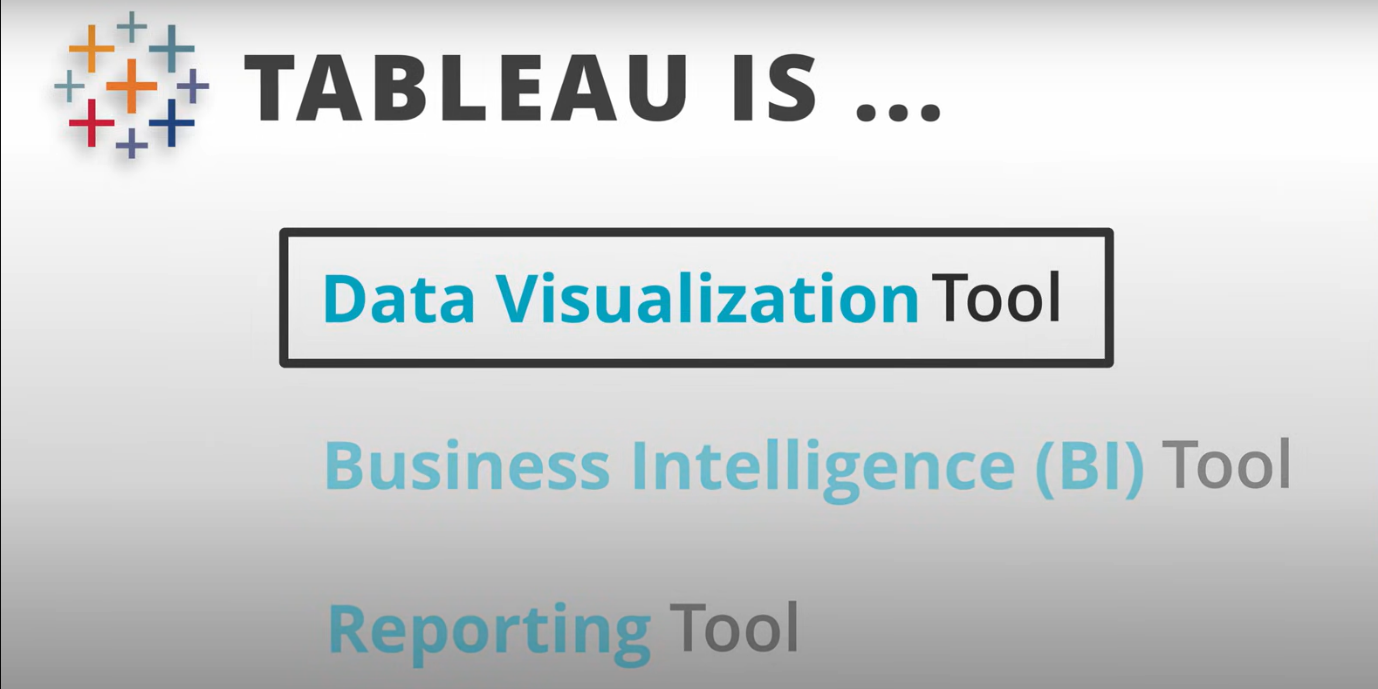 TABLEAU IS ...
Data Visualization Tool
Business Intelligence (BI) Tool
Reporting Tool